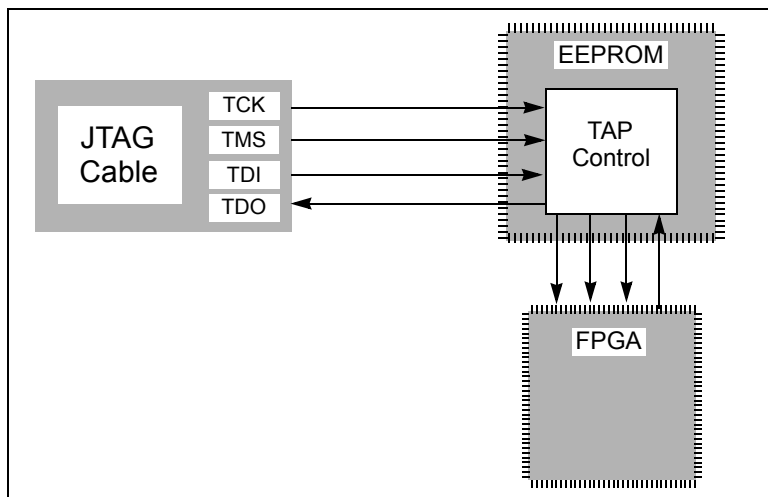 EEPROM
JTAG
Cable
TCK
TMS
TDI
TDO
TAP
Control
FPGA